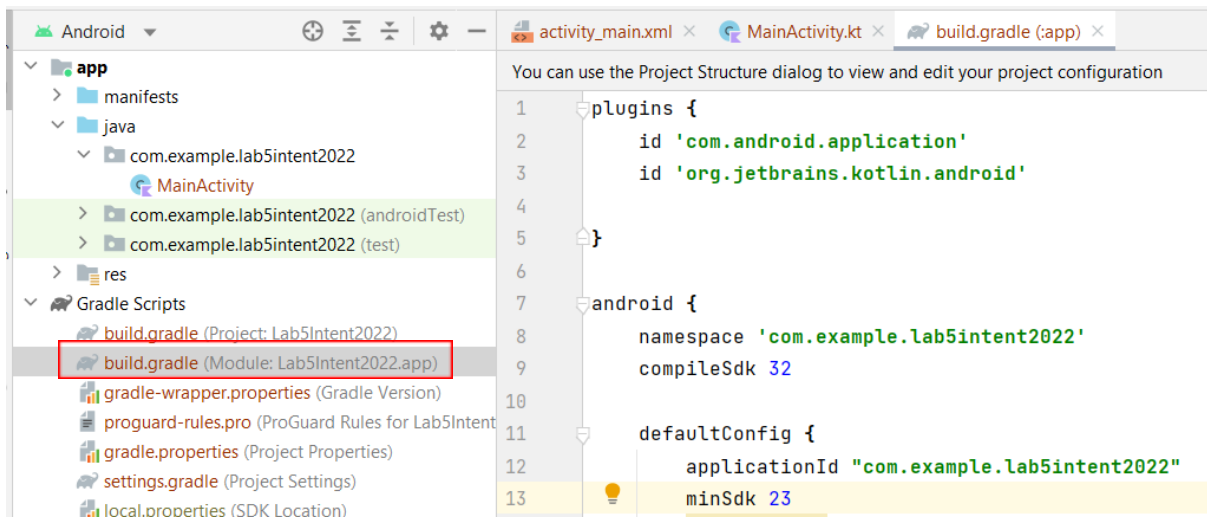 Android
app
manifests
java
com.example.lab5intent2022
MainActivity
com.example.lab5intent2022 (androidTest)
com.example.lab5intent2022 (test)
res
Gradle Scripts
build.gradle (Project: Lab5Intent2022)
build.gradle (Module: Lab5Intent2022.app)
gradle-wrapper.properties (Gradle Version)
proguard-rules.pro (ProGuard Rules for Lab5Intent
gradle.properties (Project Properties)
settings.gradle (Project Settings)
local.properties (SDK Location)
activity_main.xml MainActivity.kt build.gradle (:app)
You can use the Project Structure dialog to view and edit your project configuration
1 plugins {
2 id 'com.android.application'
3 id 'org.jetbrains.kotlin.android'
4
5 }
6
7 android {
8 namespace 'com.example.lab5intent2022'
9 compileSdk 32
10
11 defaultConfig {
12 applicationId "com.example.lab5intent2022"
13 minSdk 23